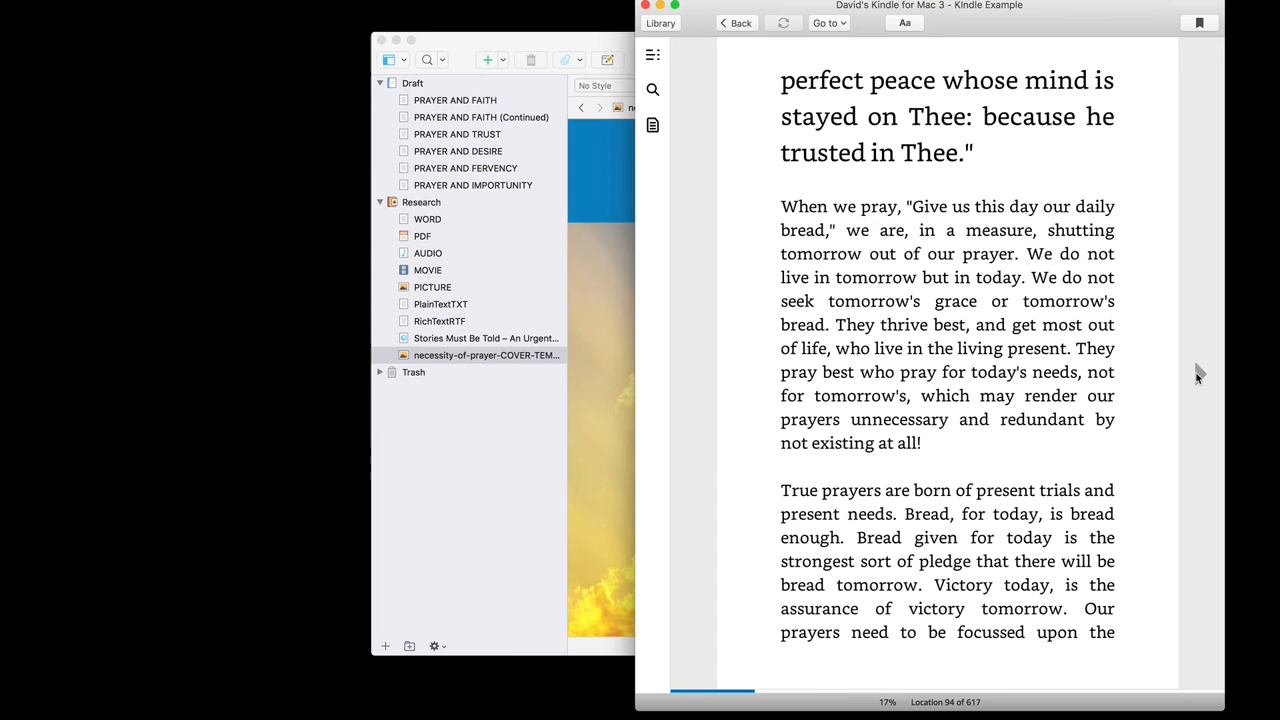 David's Kindle for Mac 3 - KIndle Example
Library
Back
Go to
Aa
No Style
Draft
PRAYER AND FAITH
PRAYER AND FAITH (Continued)
PRAYER AND TRUST
PRAYER AND DESIRE
PRAYER AND FERVENCY
PRAYER AND IMPORTUNITY
Research
WORD
PDF
AUDIO
MOVIE
PICTURE
PlainTextTXT
RichTextRTF
Stories Must Be Told – An Urgent...
necessity-of-prayer-COVER-TEM...
Trash
perfect peace whose mind is
stayed on Thee: because he
trusted in Thee."
When we pray, "Give us this day our daily
bread," we are, in a measure, shutting
tomorrow out of our prayer. We do not
live in tomorrow but in today. We do not
seek tomorrow's grace or tomorrow's
bread. They thrive best, and get most out
of life, who live in the living present. They
pray best who pray for today's needs, not
for tomorrow's, which may render our
prayers unnecessary and redundant by
not existing at all!
True prayers are born of present trials and
present needs. Bread, for today, is bread
enough. Bread given for today is the
strongest sort of pledge that there will be
bread tomorrow. Victory today, is the
assurance of victory tomorrow. Our
prayers need to be focussed upon the
17% Location 94 of 617